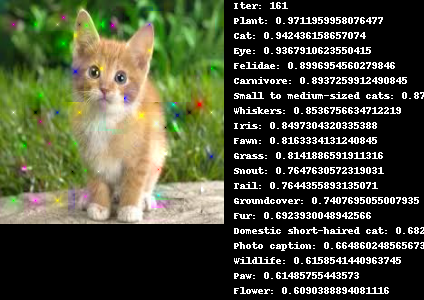 Iter: 161
Plant: 0.9711959958076477
Cat: 0.942436158657074
Eye: 0.9367910623550415
Felidae: 0.8996954560279846
Carnivore: 0.8937259912490845
Small to medium-sized cats: 0.87
Whiskers: 0.8536756634712219
Iris: 0.8497304320335388
Fawn: 0.8163334131240845
Grass: 0.8141886591911316
Snout: 0.7647630572319031
Tail: 0.7644355893135071
Groundcover: 0.7407695055007935
Fur: 0.6923930048942566
Domestic short-haired cat: 0.682
Photo caption: 0.664860248565673
Wildlife: 0.6158541440963745
Paw: 0.61485755443573
Flower: 0.6090388894081116